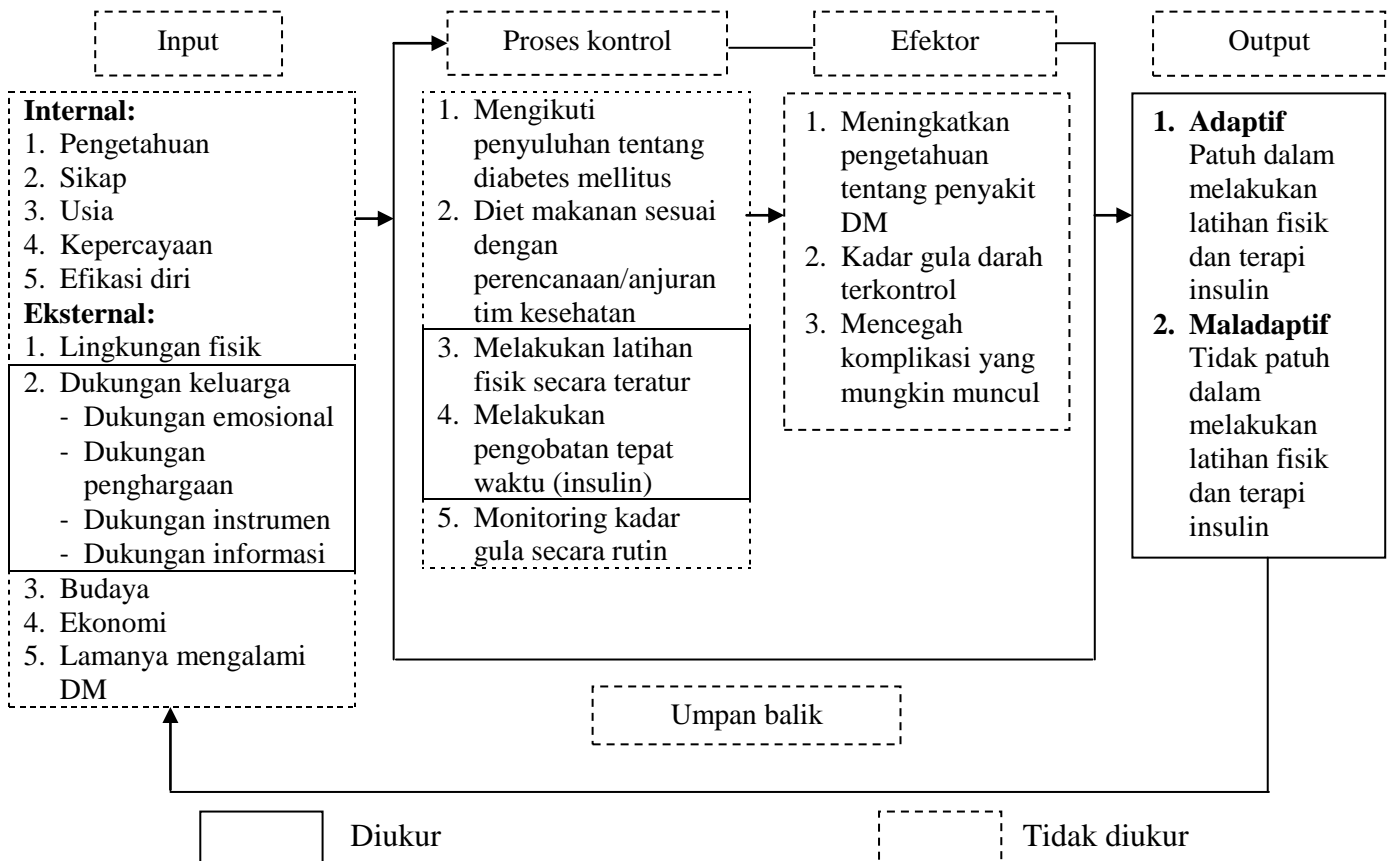 Input
Proses kontrol
Efektor
Output
Internal:
1. Pengetahuan
2. Sikap
3. Usia
4. Kepercayaan
5. Efikasi diri
Eksternal:
1. Lingkungan fisik
2. Dukungan keluarga
- Dukungan emosional
- Dukungan
penghargaan
- Dukungan instrumen
- Dukungan informasi
3. Budaya
4. Ekonomi
5. Lamanya mengalami
DM
1. Mengikuti
penyuluhan tentang
diabetes mellitus
2. Diet makanan sesuai
dengan
perencanaan/anjuran
tim kesehatan
3. Melakukan latihan
fisik secara teratur
4. Melakukan
pengobatan tepat
waktu (insulin)
5. Monitoring kadar
gula secara rutin
1. Meningkatkan
pengetahuan
tentang penyakit
DM
2. Kadar gula darah
terkontrol
3. Mencegah
komplikasi yang
mungkin muncul
1. Adaptif
Patuh dalam
melakukan
latihan fisik
dan terapi
insulin
2. Maladaptif
Tidak patuh
dalam
melakukan
latihan fisik
dan terapi
insulin
Umpan balik
Diukur
Tidak diukur